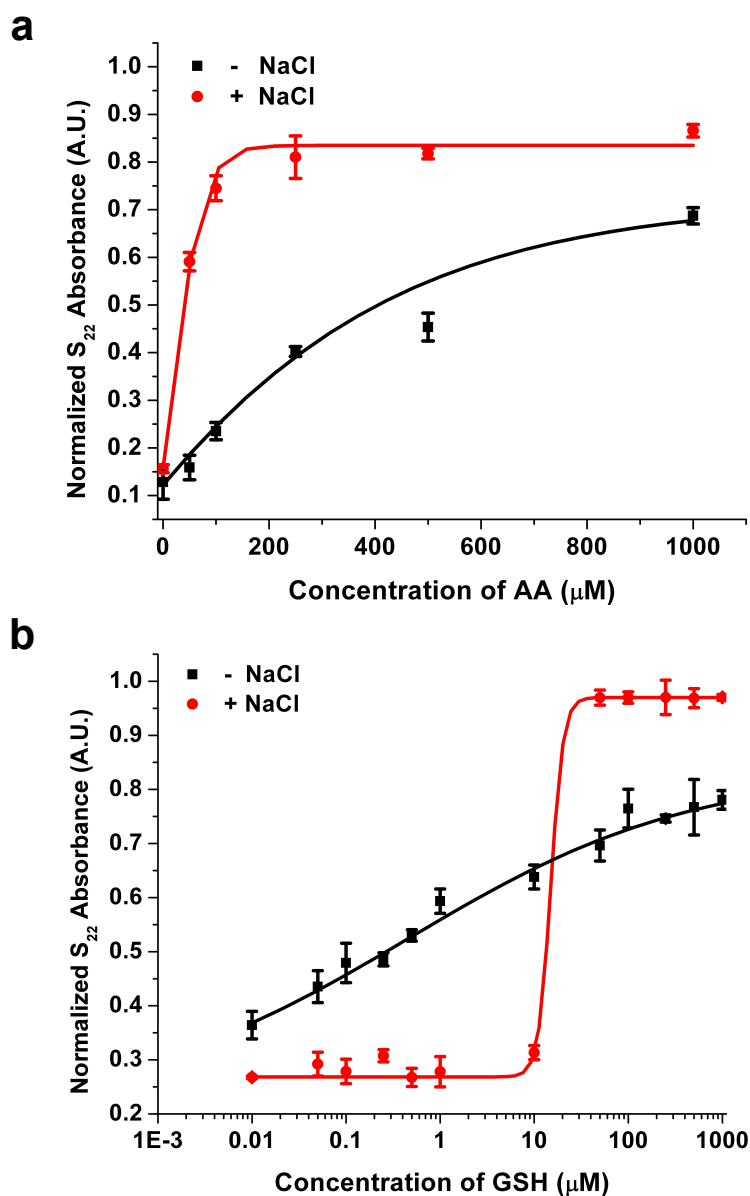 a
- NaCl
+ NaCl
1.0
0.9
0.8
0.7
0.6
0.5
0.4
0.3
0.2
0.1
Normalized S22 Absorbance (A.U.)
0 200 400 600 800 1000
Concentration of AA (μM)
b
- NaCl
+ NaCl
1.0
0.9
0.8
0.7
0.6
0.5
0.4
0.3
0.2
Normalized S22 Absorbance (A.U.)
1E-3 0.01 0.1 1 10 100 1000
Concentration of GSH (μM)